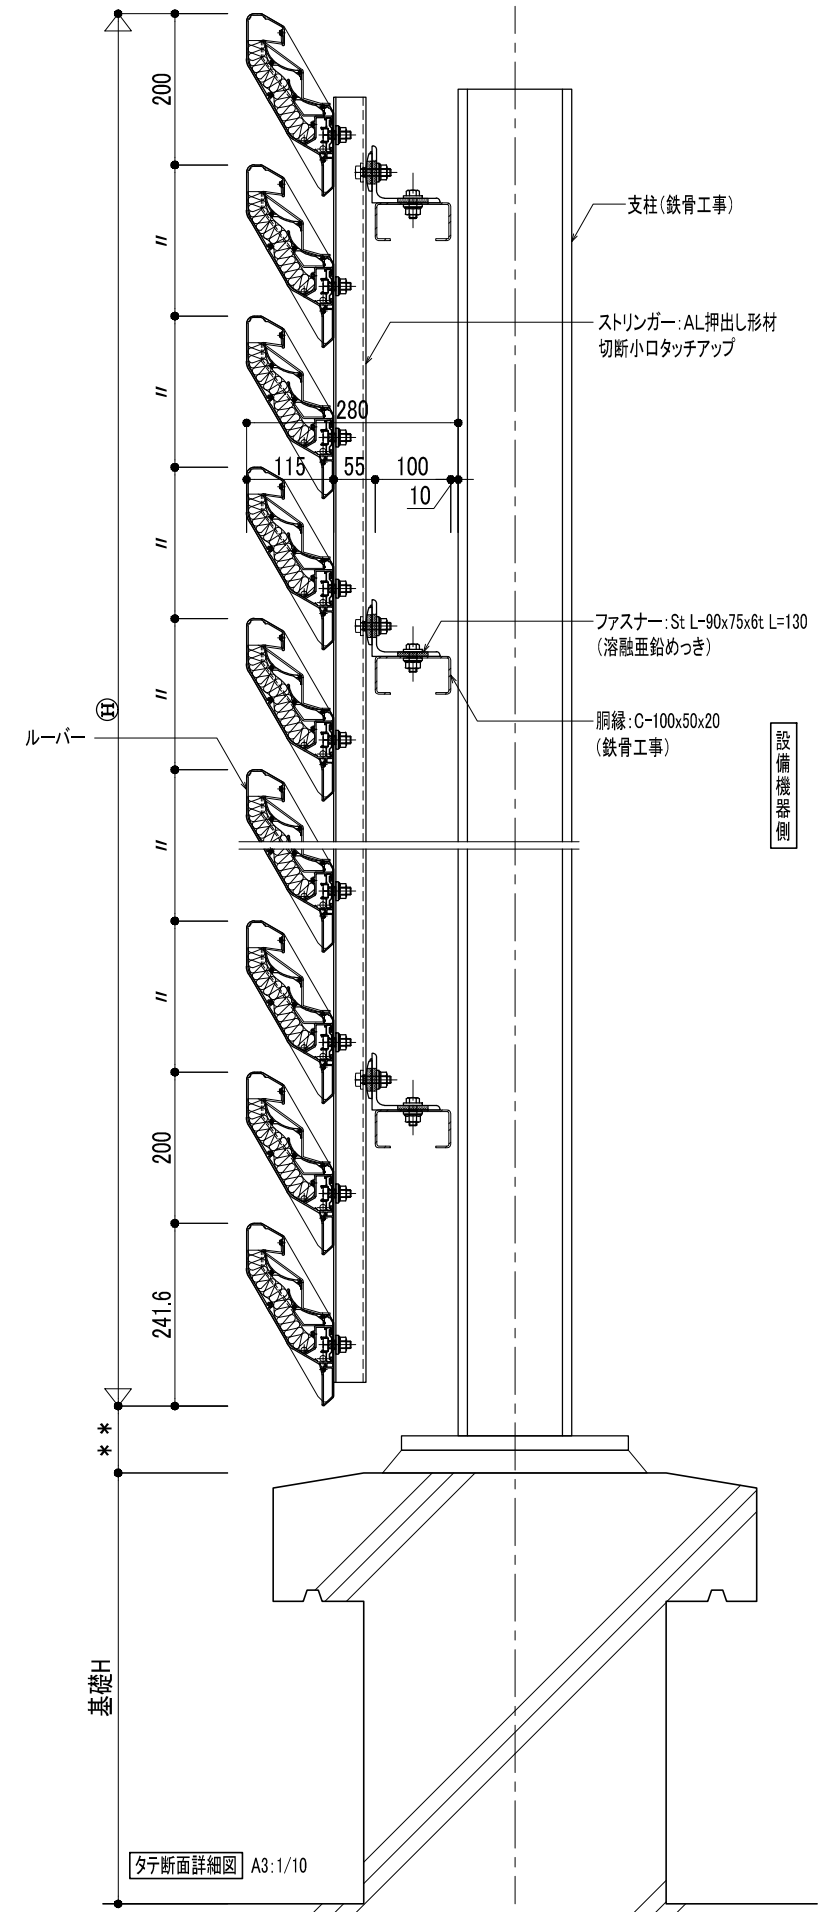 200
支柱(鉄骨工事)
〃
ストリンガー:AL押出し形材
切断小口タッチアップ
〃
280
115
55
100
10
〃
ファスナー:St L-90x75x6t L=130
(溶融亜鉛めっき)
〃
Ⓗ
胴縁:C-100x50x20
(鉄骨工事)
ルーバー
設備機器側
〃
〃
200
241.6
**
基礎H
タテ断面詳細図 A3:1/10